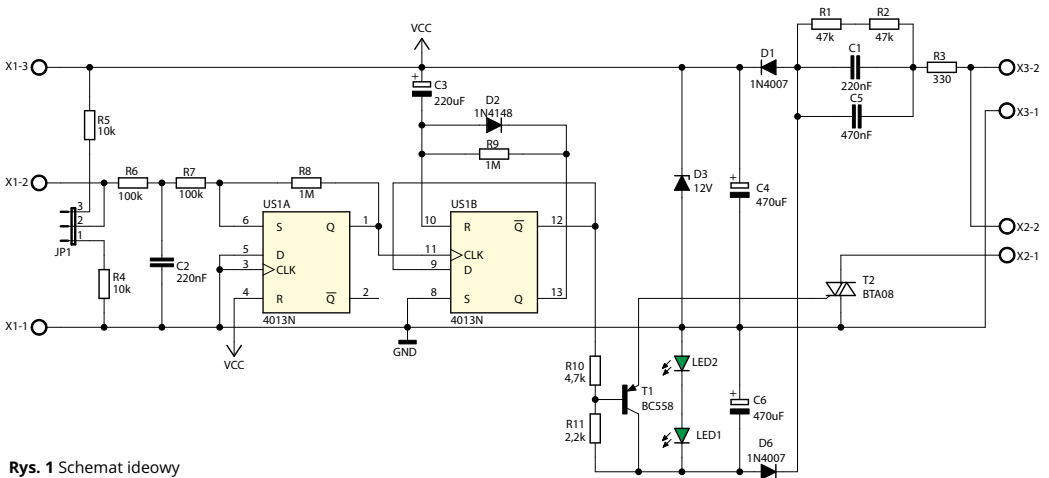 R1
R2
47k
47k
VCC
D1
C1
R3
X1-3
X3-2
C3
220uF
1N4007
220nF
330
D2
1N4148
C5
470nF
X3-1
R5
10k
R9
1M
R6
R7
R8
D3
12V
C4
470uF
X1-2
100k
100k
1M
3
2
1
JP1
US1A
US1B
6
S
Q
1
10
R
Q
12
X2-2
5
D
3
CLK
11
CLK
9
D
X2-1
C2
220nF
R4
10k
T2
BTA08
4
R
Q
2
8
S
Q
13
4013N
4013N
X1-1
VCC
GND
R10
4,7k
LED2
T1
BC558
C6
470uF
R11
2,2k
LED1
D6
1N4007
Rys. 1 Schemat ideowy
+
+
+